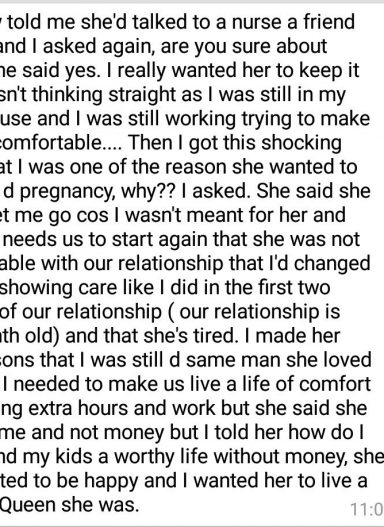 told me she'd talked to a nurse a friend
and I asked again, are you sure about
he said yes. I really wanted her to keep it
sn't thinking straight as I was still in my
use and I was still working trying to make
comfortable.... Then I got this shocking
at I was one of the reason she wanted to
d pregnancy, why?? I asked. She said she
et me go cos I wasn't meant for her and
needs us to start again that she was not
able with our relationship that I'd changed
showing care like I did in the first two
of our relationship ( our relationship is
th old) and that she's tired. I made her
sons that I was still d same man she loved
I needed to make us live a life of comfort
ng extra hours and work but she said she
me and not money but I told her how do I
nd my kids a worthy life without money, she
ted to be happy and I wanted her to live a
Queen she was.
11:0